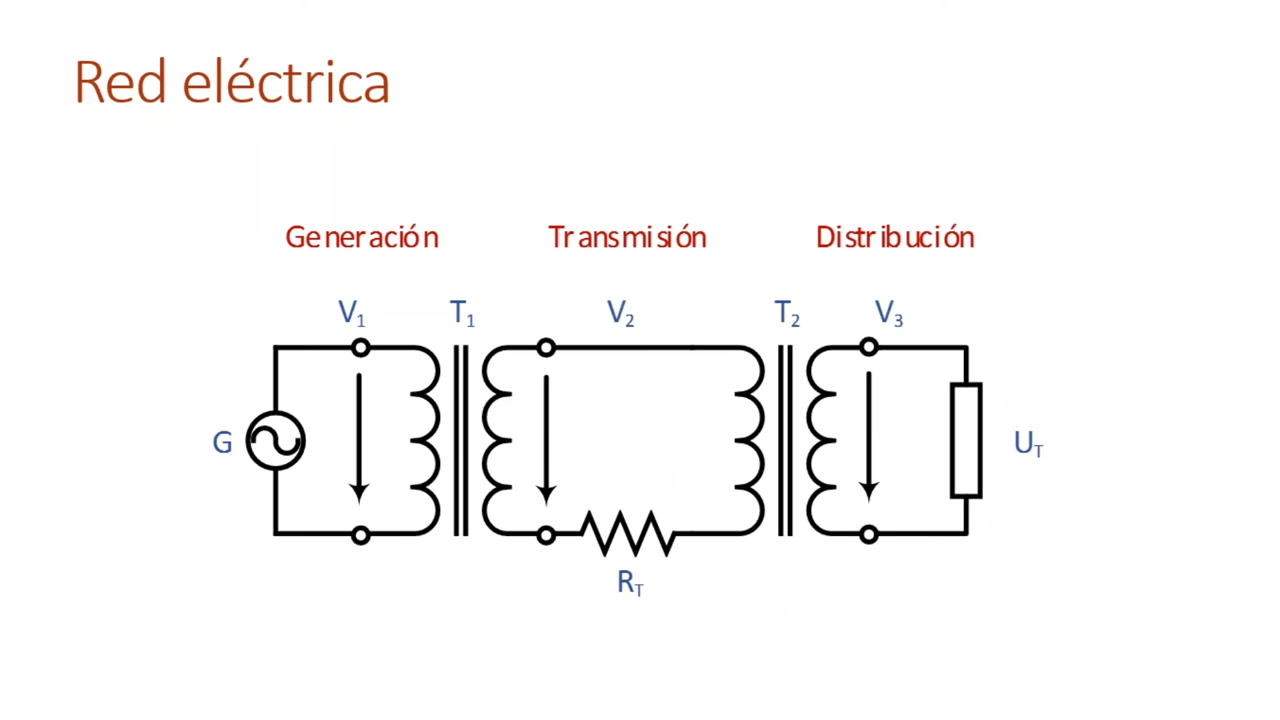 Red eléctrica
Generación Transmisión Distribución
V₁ T₁ V₂ T₂ V₃
G U_T
R_T